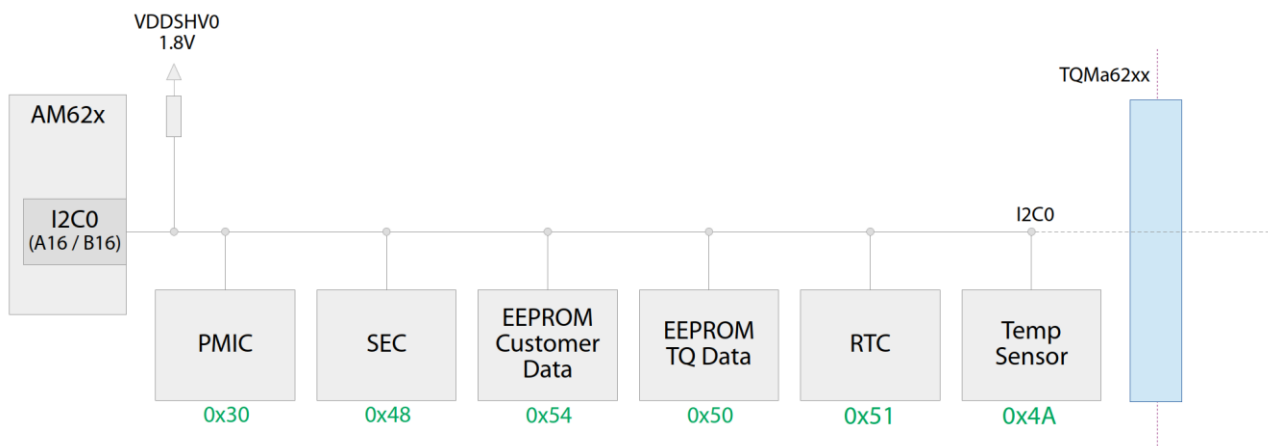 VDDSHV0
1.8V
TQMa62xx
AM62x
I2C0
(A16 / B16)
I2C0
PMIC
SEC
EEPROM
Customer
Data
EEPROM
TQ Data
RTC
Temp
Sensor
0x30
0x48
0x54
0x50
0x51
0x4A